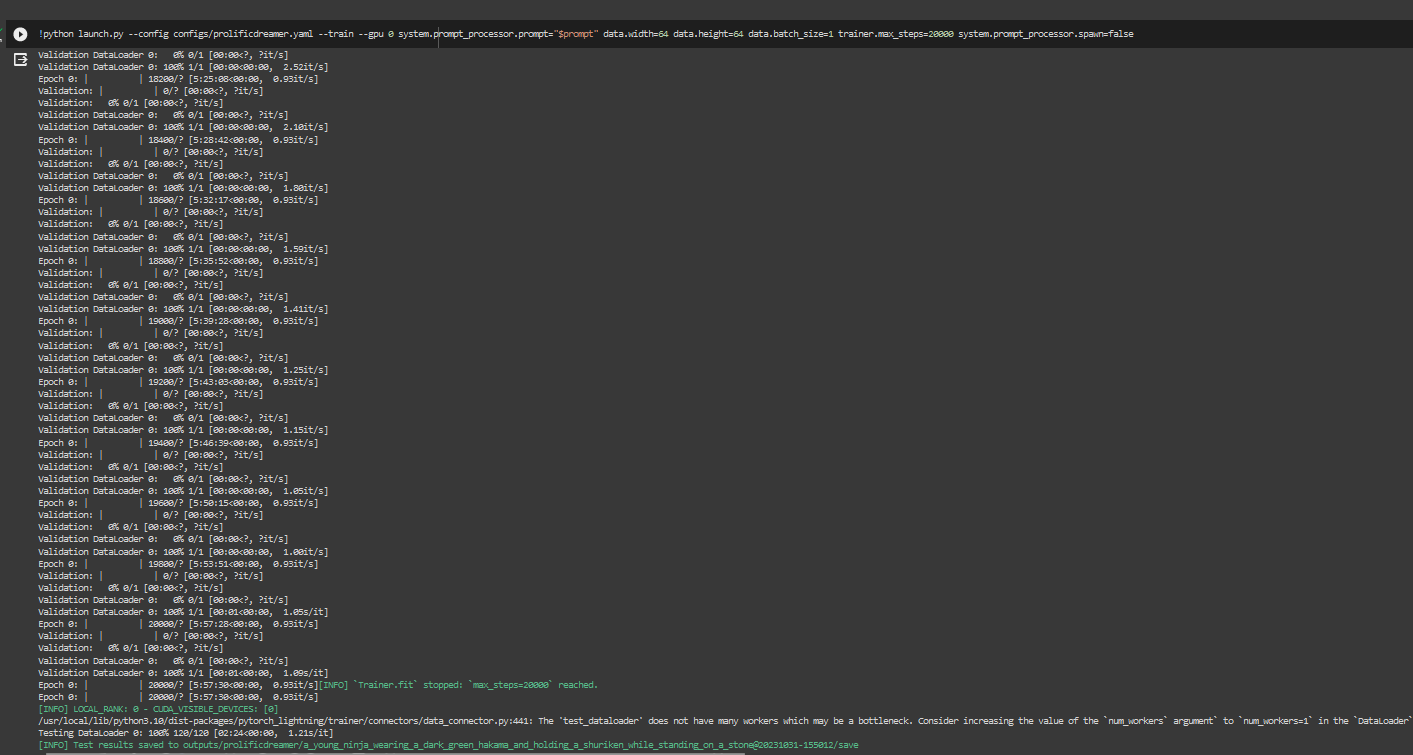 !python launch.py --config configs/prolificdreamer.yaml --train --gpu 0 system.prompt_processor.prompt="$prompt" data.width=64 data.height=64 data.batch_size=1 trainer.max_steps=20000 system.prompt_processor.spawn=false
Validation DataLoader 0:   0% 0/1 [00:00<?, ?it/s]
Validation DataLoader 0: 100% 1/1 [00:00<00:00,  2.52it/s]
Epoch 0: |          | 18200/? [5:25:08<00:00,  0.93it/s]
Validation: |          | 0/? [00:00<?, ?it/s]
Validation:   0% 0/1 [00:00<?, ?it/s]
Validation DataLoader 0:   0% 0/1 [00:00<?, ?it/s]
Validation DataLoader 0: 100% 1/1 [00:00<00:00,  2.10it/s]
Epoch 0: |          | 18400/? [5:28:42<00:00,  0.93it/s]
Validation: |          | 0/? [00:00<?, ?it/s]
Validation:   0% 0/1 [00:00<?, ?it/s]
Validation DataLoader 0:   0% 0/1 [00:00<?, ?it/s]
Validation DataLoader 0: 100% 1/1 [00:00<00:00,  1.80it/s]
Epoch 0: |          | 18600/? [5:32:17<00:00,  0.93it/s]
Validation: |          | 0/? [00:00<?, ?it/s]
Validation:   0% 0/1 [00:00<?, ?it/s]
Validation DataLoader 0:   0% 0/1 [00:00<?, ?it/s]
Validation DataLoader 0: 100% 1/1 [00:00<00:00,  1.59it/s]
Epoch 0: |          | 18800/? [5:35:52<00:00,  0.93it/s]
Validation: |          | 0/? [00:00<?, ?it/s]
Validation:   0% 0/1 [00:00<?, ?it/s]
Validation DataLoader 0:   0% 0/1 [00:00<?, ?it/s]
Validation DataLoader 0: 100% 1/1 [00:00<00:00,  1.41it/s]
Epoch 0: |          | 19000/? [5:39:28<00:00,  0.93it/s]
Validation: |          | 0/? [00:00<?, ?it/s]
Validation:   0% 0/1 [00:00<?, ?it/s]
Validation DataLoader 0:   0% 0/1 [00:00<?, ?it/s]
Validation DataLoader 0: 100% 1/1 [00:00<00:00,  1.25it/s]
Epoch 0: |          | 19200/? [5:43:03<00:00,  0.93it/s]
Validation: |          | 0/? [00:00<?, ?it/s]
Validation:   0% 0/1 [00:00<?, ?it/s]
Validation DataLoader 0:   0% 0/1 [00:00<?, ?it/s]
Validation DataLoader 0: 100% 1/1 [00:00<00:00,  1.15it/s]
Epoch 0: |          | 19400/? [5:46:39<00:00,  0.93it/s]
Validation: |          | 0/? [00:00<?, ?it/s]
Validation:   0% 0/1 [00:00<?, ?it/s]
Validation DataLoader 0:   0% 0/1 [00:00<?, ?it/s]
Validation DataLoader 0: 100% 1/1 [00:00<00:00,  1.05it/s]
Epoch 0: |          | 19600/? [5:50:15<00:00,  0.93it/s]
Validation: |          | 0/? [00:00<?, ?it/s]
Validation:   0% 0/1 [00:00<?, ?it/s]
Validation DataLoader 0:   0% 0/1 [00:00<?, ?it/s]
Validation DataLoader 0: 100% 1/1 [00:00<00:00,  1.00it/s]
Epoch 0: |          | 19800/? [5:53:51<00:00,  0.93it/s]
Validation: |          | 0/? [00:00<?, ?it/s]
Validation:   0% 0/1 [00:00<?, ?it/s]
Validation DataLoader 0:   0% 0/1 [00:00<?, ?it/s]
Validation DataLoader 0: 100% 1/1 [00:01<00:00,  1.05s/it]
Epoch 0: |          | 20000/? [5:57:28<00:00,  0.93it/s]
Validation: |          | 0/? [00:00<?, ?it/s]
Validation:   0% 0/1 [00:00<?, ?it/s]
Validation DataLoader 0:   0% 0/1 [00:00<?, ?it/s]
Validation DataLoader 0: 100% 1/1 [00:01<00:00,  1.09s/it]
Epoch 0: |          | 20000/? [5:57:30<00:00,  0.93it/s][INFO] `Trainer.fit` stopped: `max_steps=20000` reached.
Epoch 0: |          | 20000/? [5:57:30<00:00,  0.93it/s]
[INFO] LOCAL_RANK: 0 - CUDA_VISIBLE_DEVICES: [0]
/usr/local/lib/python3.10/dist-packages/pytorch_lightning/trainer/connectors/data_connector.py:441: The 'test_dataloader' does not have many workers which may be a bottleneck. Consider increasing the value of the `num_workers` argument` to `num_workers=1` in the `DataLoader`
Testing DataLoader 0: 100% 120/120 [02:24<00:00,  1.21s/it]
[INFO] Test results saved to outputs/prolificdreamer/a_young_ninja_wearing_a_dark_green_hakama_and_holding_a_shuriken_while_standing_on_a_stone@20231031-155012/save